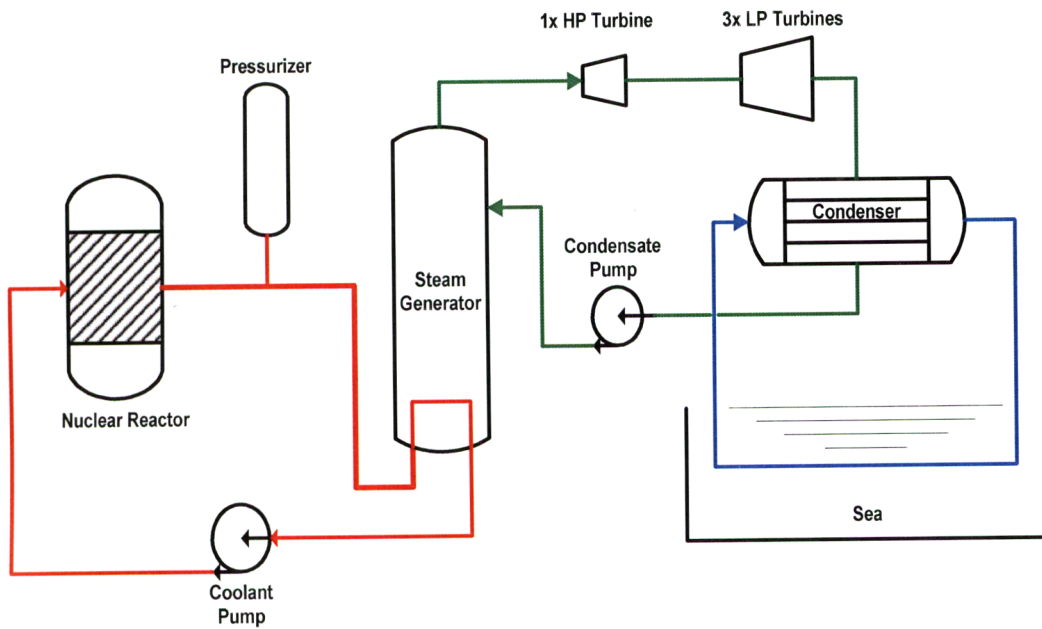 1x HP Turbine
3x LP Turbines
Pressurizer
Condenser
Condensate
Pump
Steam
Generator
Nuclear Reactor
Sea
Coolant
Pump